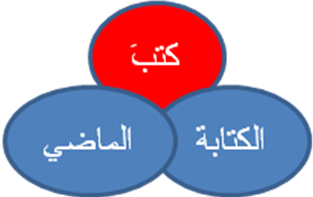 كتبَ
الكتابة
الماضي